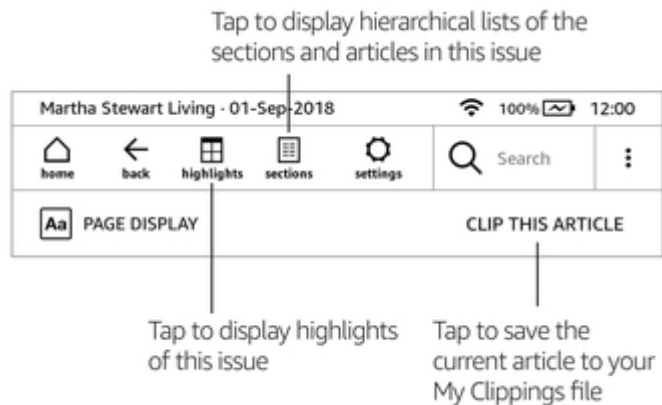 Tap to display hierarchical lists of the
sections and articles in this issue
Martha Stewart Living · 01-Sep-2018 100% 12:00
home back highlights sections settings Search
Aa PAGE DISPLAY CLIP THIS ARTICLE
Tap to display highlights
of this issue
Tap to save the
current article to your
My Clippings file